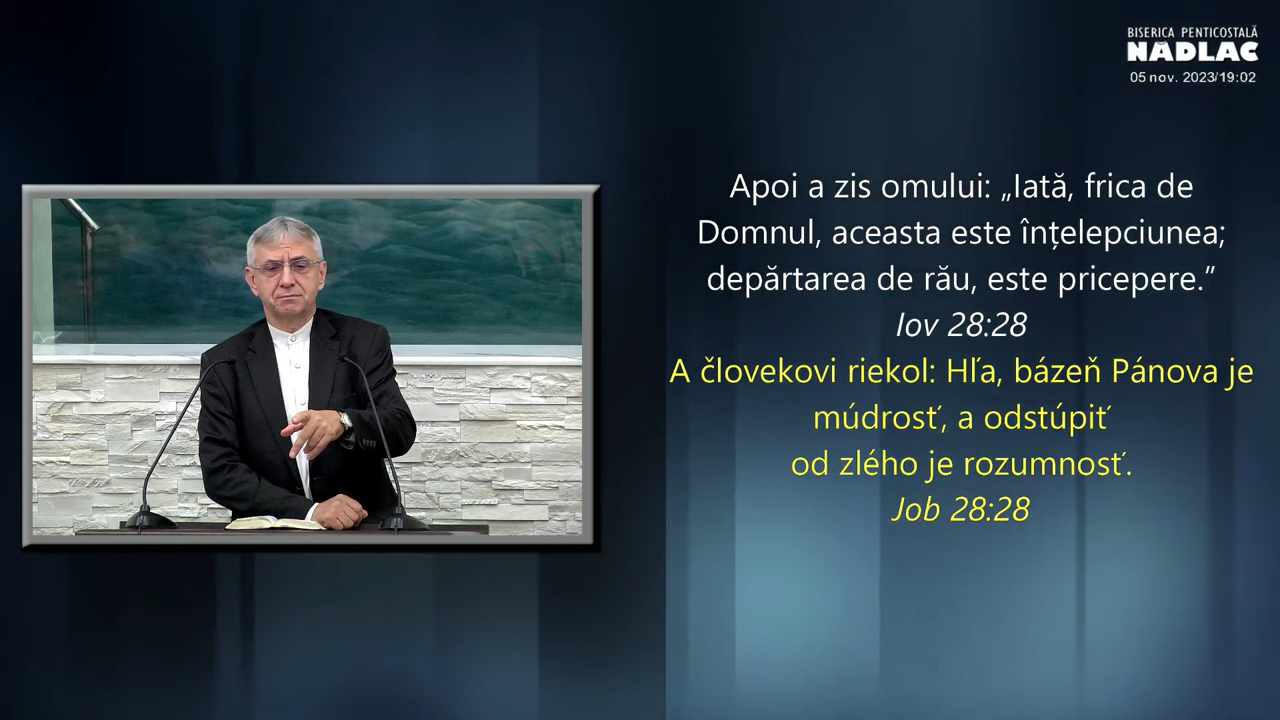 BISERICA PENTICOSTALĂ
NĂDLAC
05 nov. 2023/19:02
Apoi a zis omului: „Iată, frica de
Domnul, aceasta este înțelepciunea;
depărtarea de rău, este pricepere.”
Iov 28:28
A človekovi riekol: Hľa, bázeň Pánova je
múdrosť, a odstúpiť
od zlého je rozumnosť.
Job 28:28